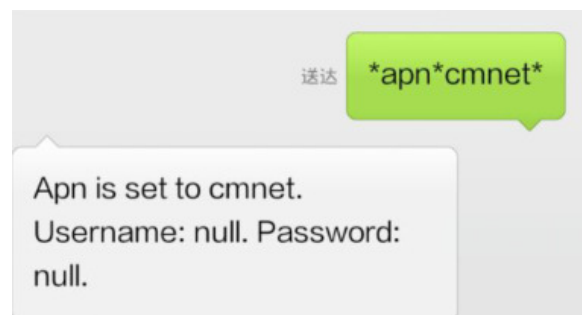 送达
*apn*cmnet*
Apn is set to cmnet.
Username: null. Password:
null.